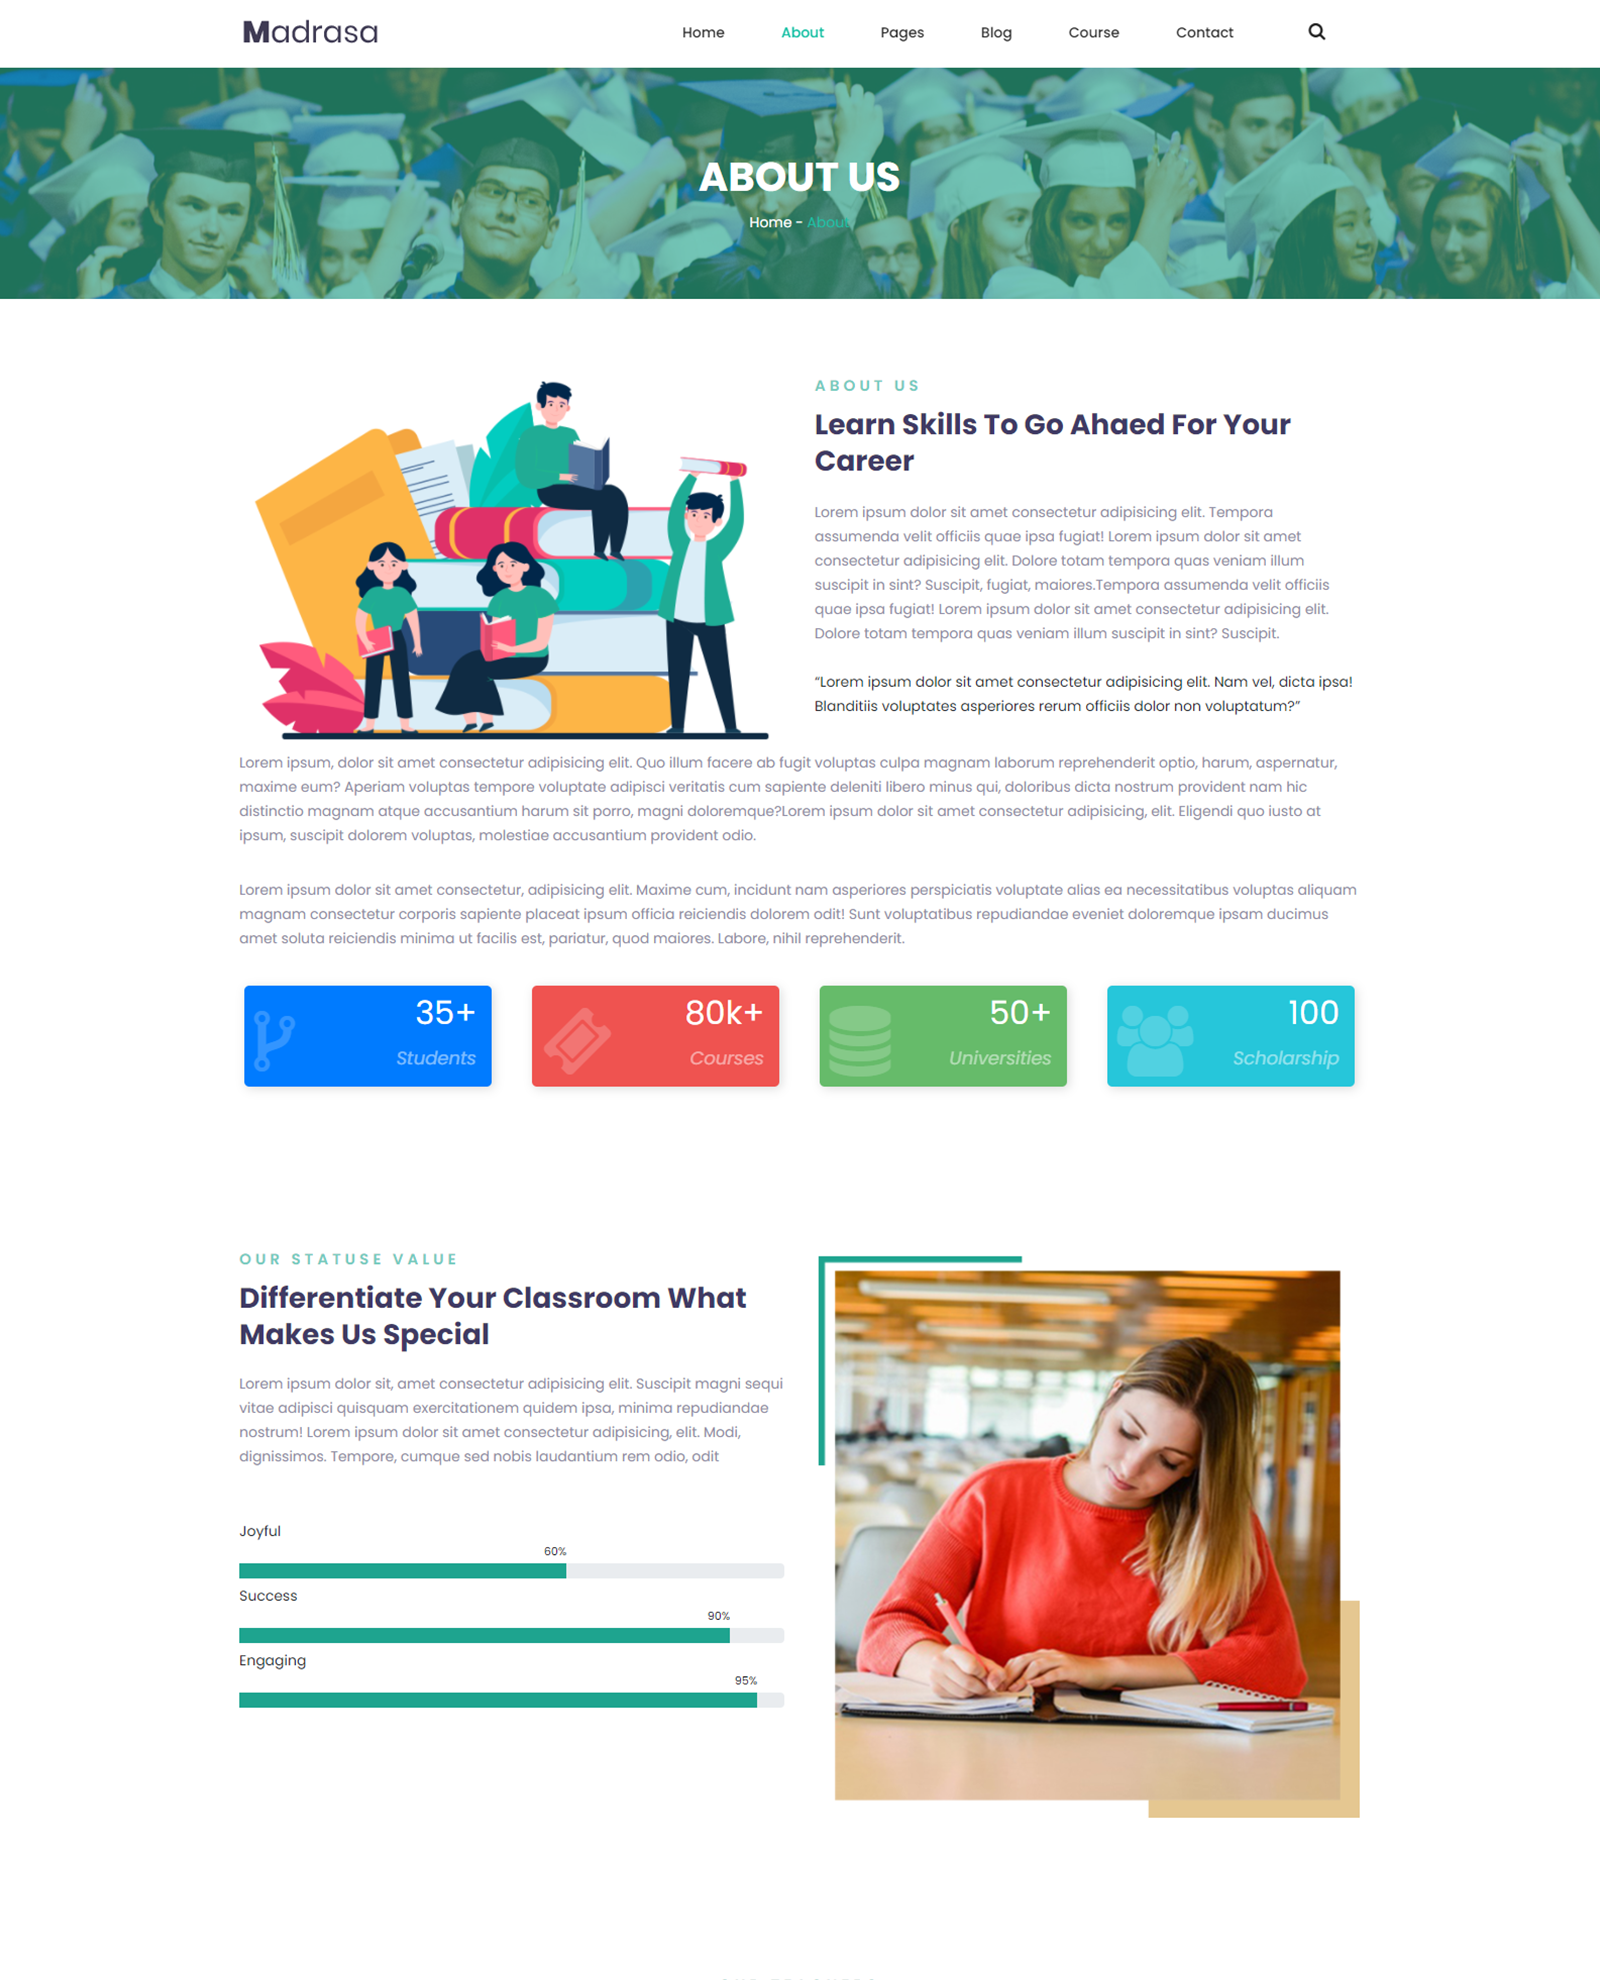 Madrasa
Home About Pages Blog Course Contact
ABOUT US
Home - About
ABOUT US
Learn Skills To Go Ahaed For Your
Career
Lorem ipsum dolor sit amet consectetur adipisicing elit. Tempora
assumenda velit officiis quae ipsa fugiat! Lorem ipsum dolor sit amet
consectetur adipisicing elit. Dolore totam tempora quas veniam illum
suscipit in sint? Suscipit, fugiat, maiores.Tempora assumenda velit officiis
quae ipsa fugiat! Lorem ipsum dolor sit amet consectetur adipisicing elit.
Dolore totam tempora quas veniam illum suscipit in sint? Suscipit.
“Lorem ipsum dolor sit amet consectetur adipisicing elit. Nam vel, dicta ipsa!
Blanditiis voluptates asperiores rerum officiis dolor non voluptatum?”
Lorem ipsum, dolor sit amet consectetur adipisicing elit. Quo illum facere ab fugit voluptas culpa magnam laborum reprehenderit optio, harum, aspernatur,
maxime eum? Aperiam voluptas tempore voluptate adipisci veritatis cum sapiente deleniti libero minus qui, doloribus dicta nostrum provident nam hic
distinctio magnam atque accusantium harum sit porro, magni doloremque?Lorem ipsum dolor sit amet consectetur adipisicing, elit. Eligendi quo iusto at
ipsum, suscipit dolorem voluptas, molestiae accusantium provident odio.
Lorem ipsum dolor sit amet consectetur, adipisicing elit. Maxime cum, incidunt nam asperiores perspiciatis voluptate alias ea necessitatibus voluptas aliquam
magnam consectetur corporis sapiente placeat ipsum officia reiciendis dolorem odit! Sunt voluptatibus repudiandae eveniet doloremque ipsam ducimus
amet soluta reiciendis minima ut facilis est, pariatur, quod maiores. Labore, nihil reprehenderit.
35+
Students
80k+
Courses
50+
Universities
100
Scholarship
OUR STATUSE VALUE
Differentiate Your Classroom What
Makes Us Special
Lorem ipsum dolor sit, amet consectetur adipisicing elit. Suscipit magni sequi
vitae adipisci quisquam exercitationem quidem ipsa, minima repudiandae
nostrum! Lorem ipsum dolor sit amet consectetur adipisicing, elit. Modi,
dignissimos. Tempore, cumque sed nobis laudantium rem odio, odit
Joyful
60%
Success
90%
Engaging
95%